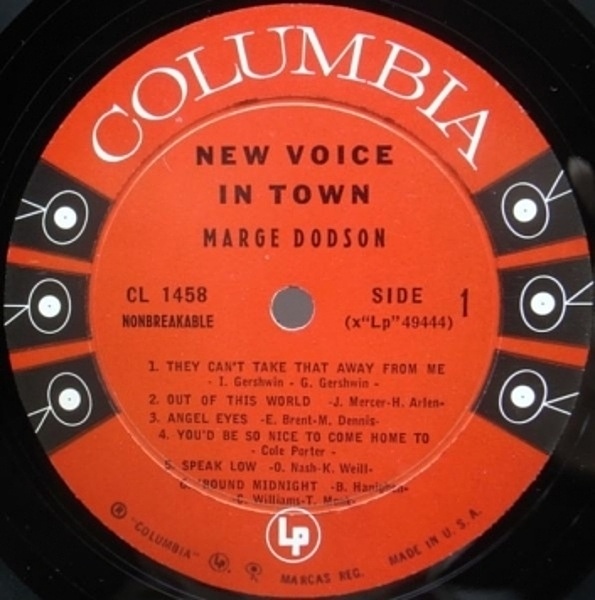 COLUMBIA
NEW VOICE
IN TOWN
MARGE DODSON
CL 1458
NONBREAKABLE
SIDE 1
(x"Lp" 49444)
1. THEY CAN'T TAKE THAT AWAY FROM ME
- I. Gershwin - G. Gershwin -
2. OUT OF THIS WORLD -J. Mercer-H. Arlen-
3. ANGEL EYES -E. Brent-M. Dennis-
4. YOU'D BE SO NICE TO COME HOME TO
- Cole Porter -
5. SPEAK LOW -O. Nash-K. Weill-
6. 'ROUND MIDNIGHT -B. Hanighen-
-C. Williams-T. Monk-
Lp
® "COLUMBIA" Lp MARCAS REG. MADE IN U.S.A.